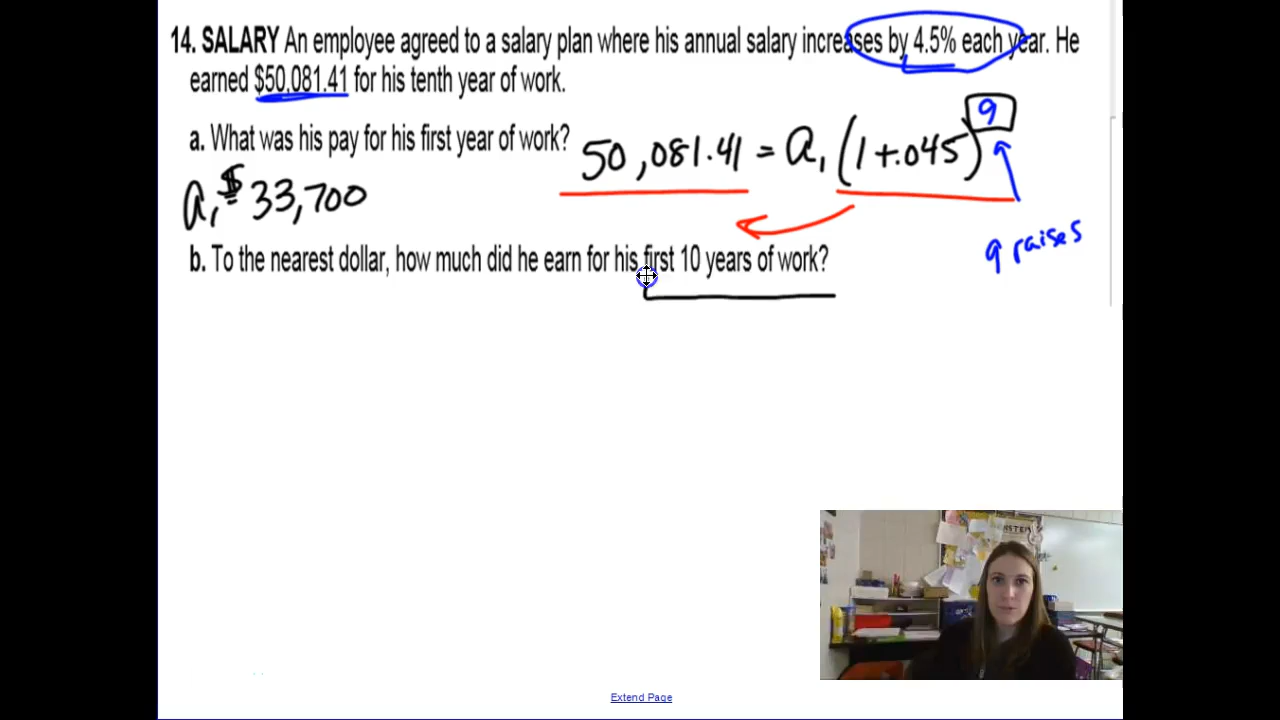 14. SALARY An employee agreed to a salary plan where his annual salary increases by 4.5% each year. He
earned $50,081.41 for his tenth year of work.
a. What was his pay for his first year of work?
50,081.41 = a₁ (1+.045)⁹
a₁ = $33,700
9 raises
b. To the nearest dollar, how much did he earn for his first 10 years of work?
Extend Page